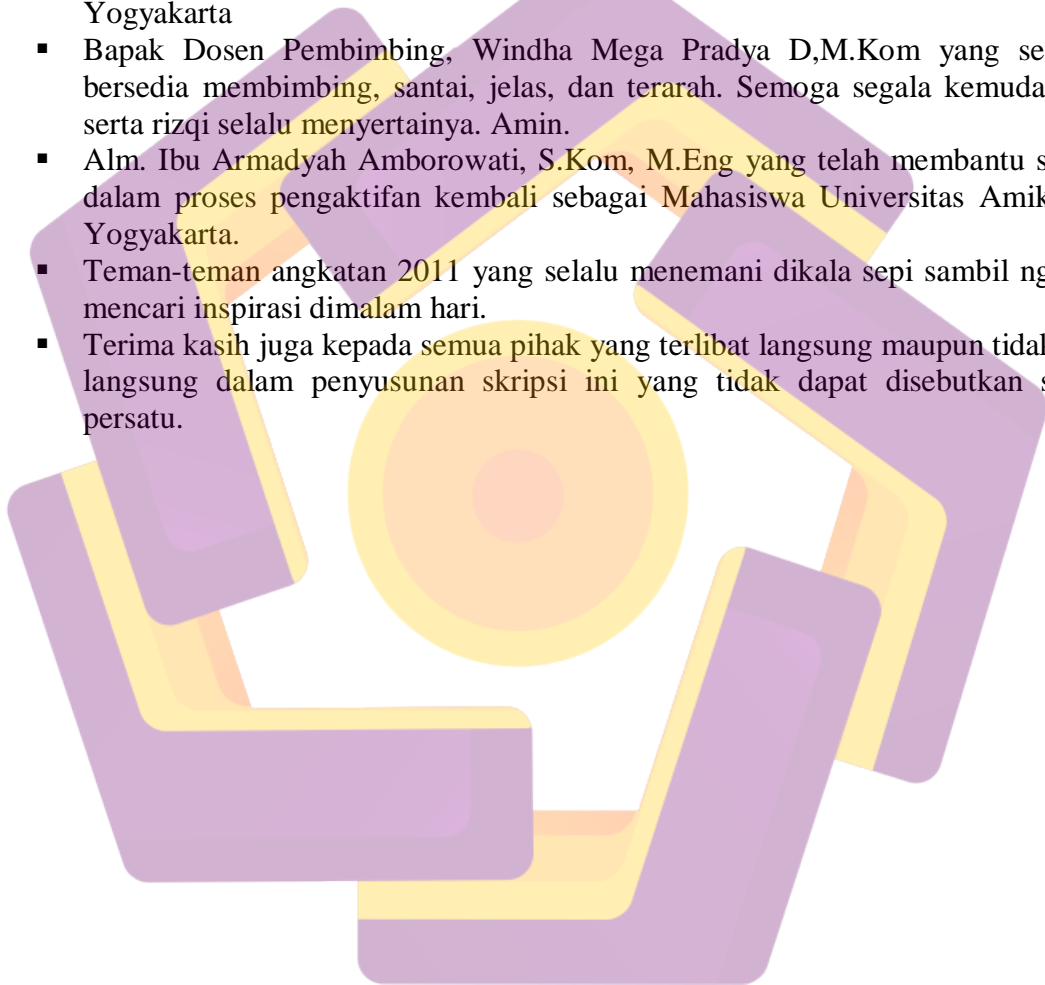 Yogyakarta
▪ Bapak Dosen Pembimbing, Windha Mega Pradya D,M.Kom yang se
bersedia membimbing, santai, jelas, dan terarah. Semoga segala kemuda
serta rizqi selalu menyertainya. Amin.
▪ Alm. Ibu Armadyah Amborowati, S.Kom, M.Eng yang telah membantu s
dalam proses pengaktifan kembali sebagai Mahasiswa Universitas Amik
Yogyakarta.
▪ Teman-teman angkatan 2011 yang selalu menemani dikala sepi sambil ng
mencari inspirasi dimalam hari.
▪ Terima kasih juga kepada semua pihak yang terlibat langsung maupun tidak
langsung dalam penyusunan skripsi ini yang tidak dapat disebutkan s
persatu.